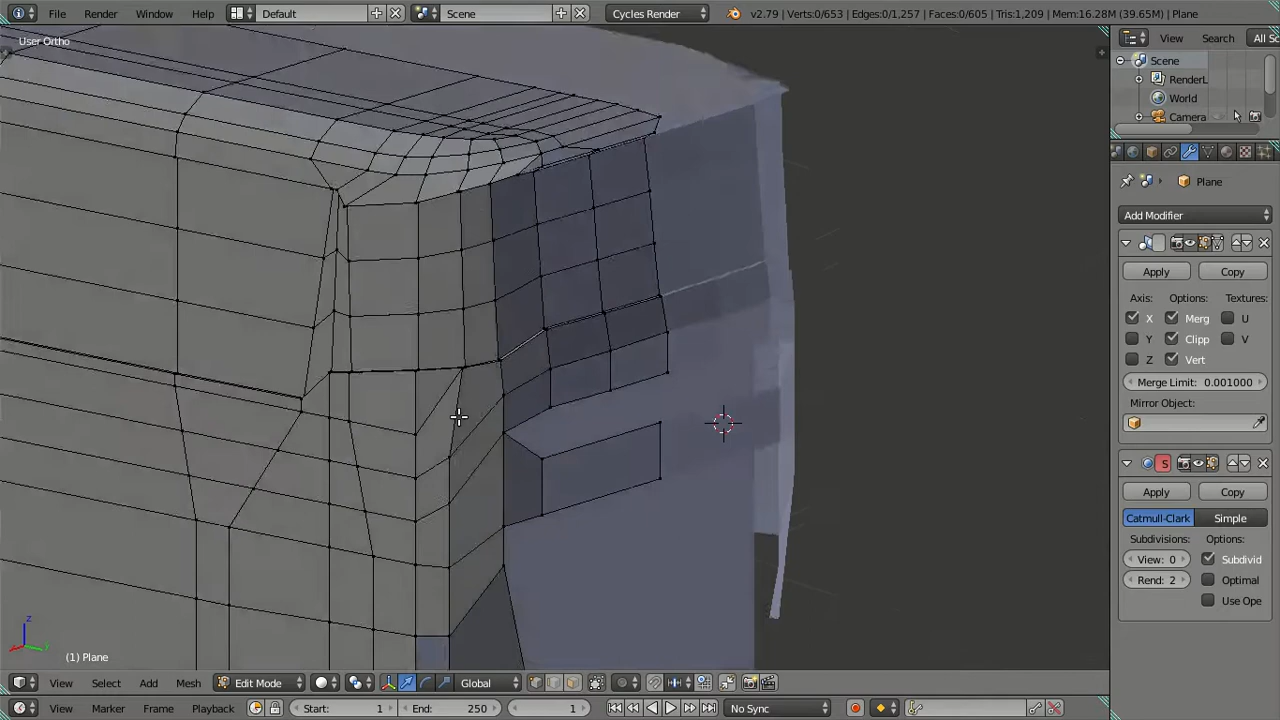 File Render Window Help Default Scene Cycles Render v2.79 | Verts:0/653 | Edges:0/1,257 | Faces:0/605 | Tris:1,209 | Mem:16.28M (39.65M) | Plane
User Ortho
View Search All Sc
Scene
RenderL
World
Camera
Plane
Add Modifier
Apply Copy
Axis: Options: Textures:
X Merg U
Y Clipp V
Z Vert
Merge Limit: 0.001000
Mirror Object:
S
Apply Copy
Catmull-Clark Simple
Subdivisions: Options:
View: 0 Subdivid
Rend: 2 Optimal
Use Ope
z
(1) Plane
View Select Add Mesh Edit Mode Global
View Marker Frame Playback Start: 1 End: 250 1 No Sync